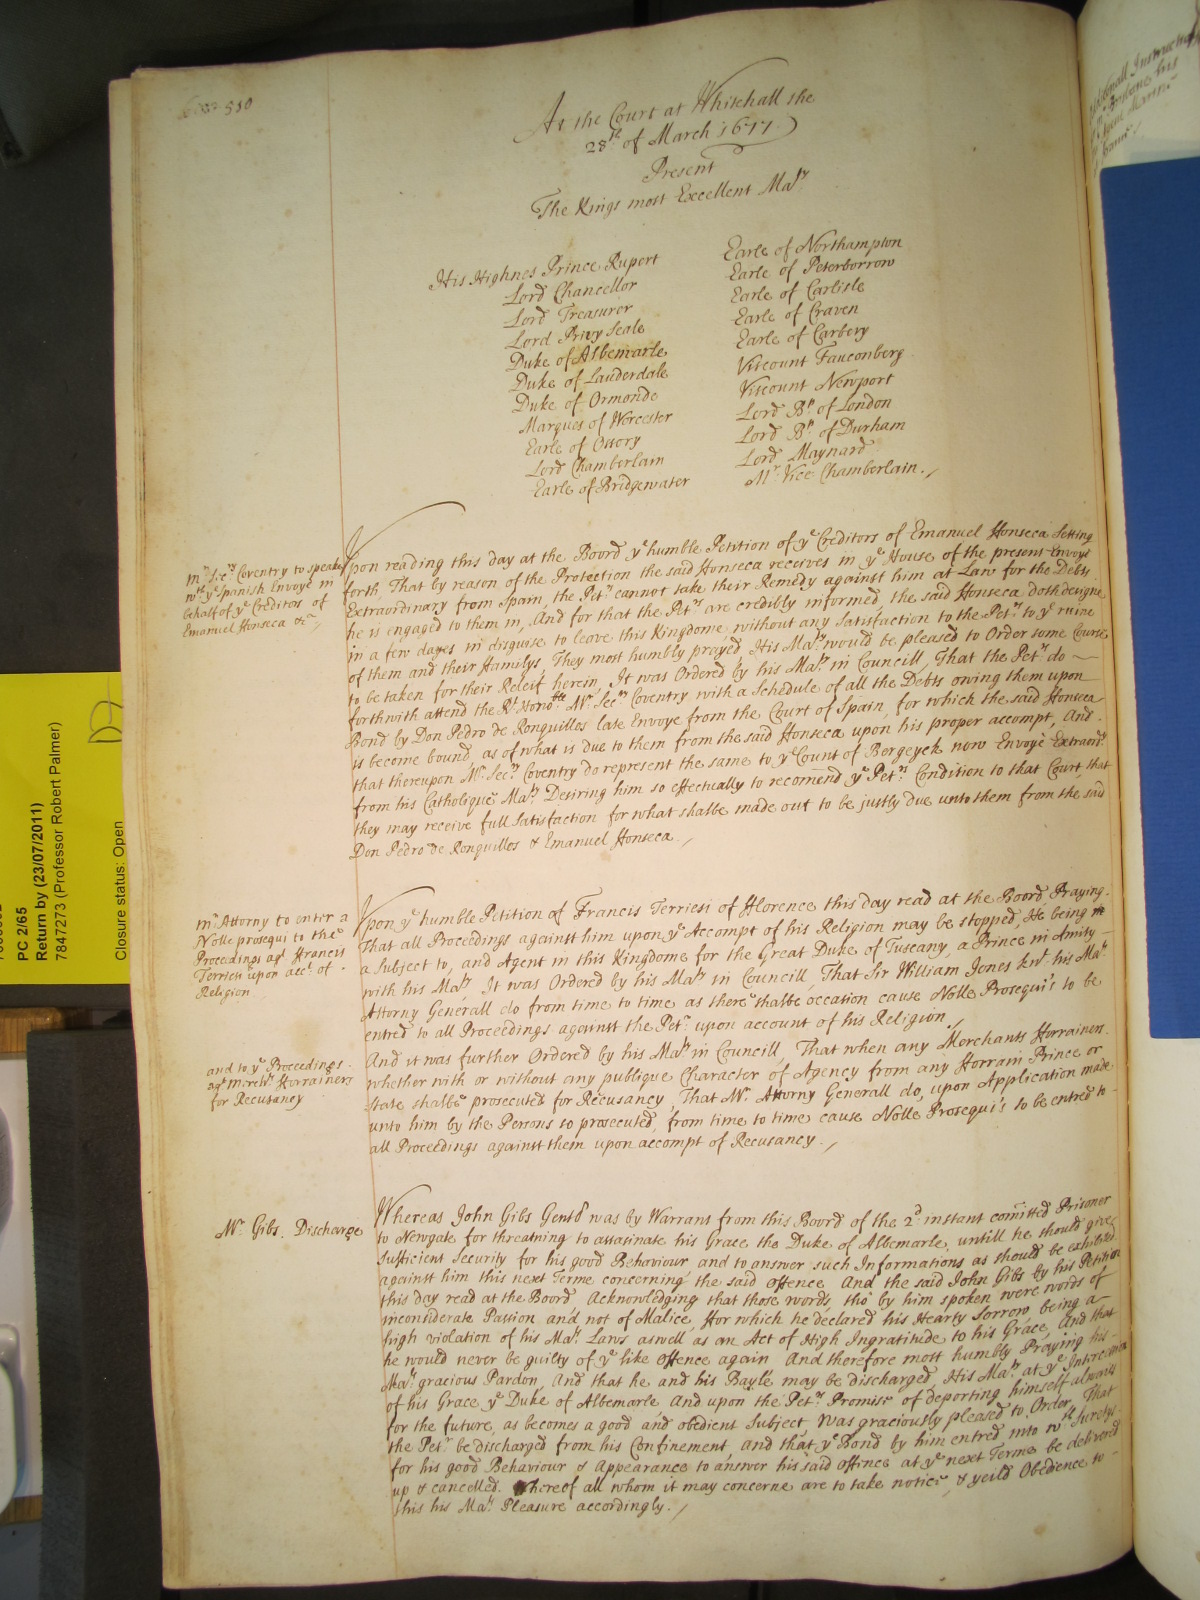 510
At the Court at Whitehall the
28th of March 1677
Present
The Kings most Excellent Maty
His Highnes Prince Rupert
Lord Chancellor
Lord Treasurer
Lord Privy Seale
Duke of Albemarle
Duke of Lauderdale
Duke of Ormonde
Marques of Worcester
Earle of Ossory
Lord Chamberlain
Earle of Bridgewater
Earle of Northampton
Earle of Peterborrow
Earle of Carlisle
Earle of Craven
Earle of Carbery
Viscount Fauconberg
Viscount Newport
Lord Bp of London
Lord Bp of Durham
Lord Maynard
Mr Vice Chamberlain
Mr Secry Coventry to speake
wth ye Spanish Envoye in
behalf of ye Creditors of
Emanuel Fonseca &ca
Upon reading this day at the Board ye humble Petition of ye Creditors of Emanuel Fonseca Setting
forth, That by reason of the Protection the said Fonseca receives in ye House of the present Envoye
Extraordinary from Spain, the Petrs cannot take their Remedy against him at Law for the Debts
he is engaged to them in, And for that the Petrs are credibly informed, the said Fonseca doth designe
in a few dayes in disguise to leave this Kingdome, without any Satisfaction to the Petrs to ye ruine
of them and their Familys, They most humbly prayed His Maty would be pleased to Order some Course
to be taken for their Releif herein, It was Ordered by his Maty in Councill, That the Petrs do
forthwith attend the Rt Honoble Mr Secry Coventry with a Schedule of all the Debts owing them upon
Bond by Don Pedro de Ronquillos late Envoye from the Court of Spain, for which the said Fonseca
is become bound, as of what is due to them from the said Fonseca upon his proper accompt, And
that thereupon Mr Secry Coventry do represent the same to ye Count of Bergeyck now Envoye Extraordry
from his Catholique Maty Desiring him so effectually to recomend ye Petrs Condition to that Court, that
they may receive full Satisfaction for what shalbe made out to be justly due unto them from the said
Don Pedro de Ronquillos & Emanuel Fonseca
Mr Attorny to enter a
Nolle prosequi to the
Proceedings agt Francis
Terriesi upon acct of
Religion
Upon ye humble Petition of Francis Terriesi of Florence this day read at the Board, Praying
That all Proceedings against him upon ye Accompt of his Religion may be stopped, He being
a Subject to, and Agent in this Kingdome for the Great Duke of Tuscany, a Prince in Amity
with his Maty, It was Ordered by his Maty in Councill, That Sir William Jones knt his Mats
Attorny Generall do from time to time as there shalbe occasion cause Nolle Prosequi's to be
entred to all Proceedings against the Petr upon account of his Religion
and to ye Proceedings
agt Merchts Forrainers
for Recusancy
And it was further Ordered by his Maty in Councill, That when any Merchants Forrainers
whether with or without any publique Character of Agency from any Forrain Prince or
State shalbe prosecuted for Recusancy, That Mr Attorny Generall do, upon Application made
unto him by the Persons so prosecuted, from time to time cause Nolle Prosequi's to be entred to
all Proceedings against them upon accompt of Recusancy
Mr Gibs Discharge
Whereas John Gibs Gentd was by Warrant from this Board of the 2d instant comitted Prisoner
to Newgate for threatning to assasinate his Grace the Duke of Albemarle, untill he should give
Sufficient Security for his good Behaviour and to answer such Informations as should be exhibited
against him this next Terme concerning the said offence And the said John Gibs by his Petition
this day read at the Board Acknowledging that those words, tho' by him spoken were words of
inconsiderate Passion and not of Malice, For which he declared his Hearty Sorrow, being a
high violation of his Mats Laws aswell as an Act of High Ingratitude to his Grace, And that
he would never be guilty of ye like Offence again And therefore most humbly Praying his
Mats gracious Pardon, And that he and his Bayle may be discharged, His Maty at ye Intercession
of his Grace ye Duke of Albemarle And upon the Petrs Promise of deporting himself always
for the future, as becomes a good and obedient Subject, Was graciously pleased to Order, That
the Petr be discharged from his Confinement, and that ye Bond by him entred into wth Suretys
for his good Behaviour & Appearance to answer his said offence at ye next Terme be delivered
up & cancelled. Whereof all whom it may concerne are to take notice, & yeild Obedience to
this his Mats Pleasure accordingly.
PC 2/65
Return by (23/07/2011)
7847273 (Professor Robert Palmer)
Closure status: Open
D7